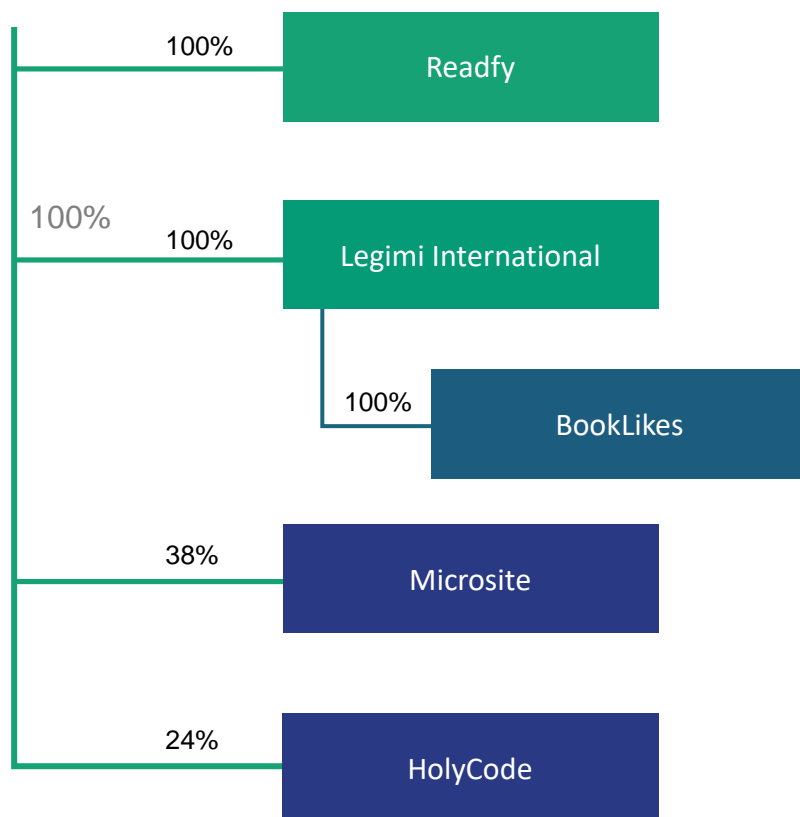 100%
Readfy
100%
100%
Legimi International
100%
BookLikes
38%
Microsite
24%
HolyCode